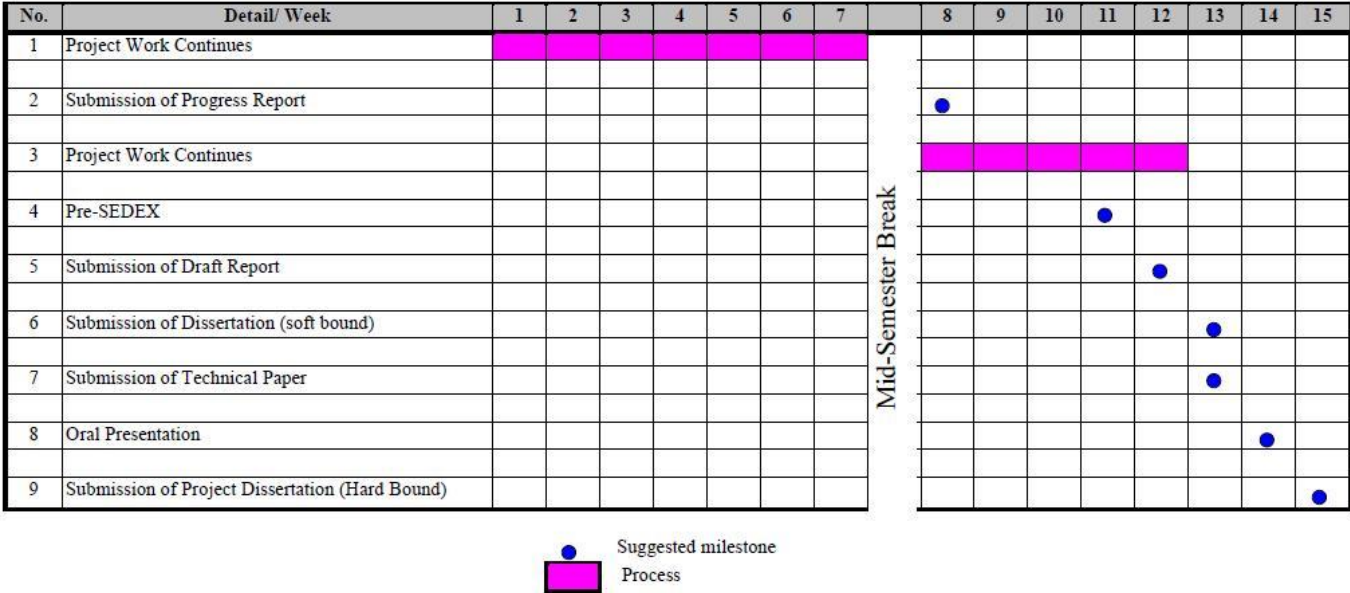 No. Detail/ Week 1 2 3 4 5 6 7 8 9 10 11 12 13 14 15
1 Project Work Continues
2 Submission of Progress Report
3 Project Work Continues
4 Pre-SEDEX
5 Submission of Draft Report
6 Submission of Dissertation (soft bound)
7 Submission of Technical Paper
8 Oral Presentation
9 Submission of Project Dissertation (Hard Bound)
Mid-Semester Break
Suggested milestone
Process